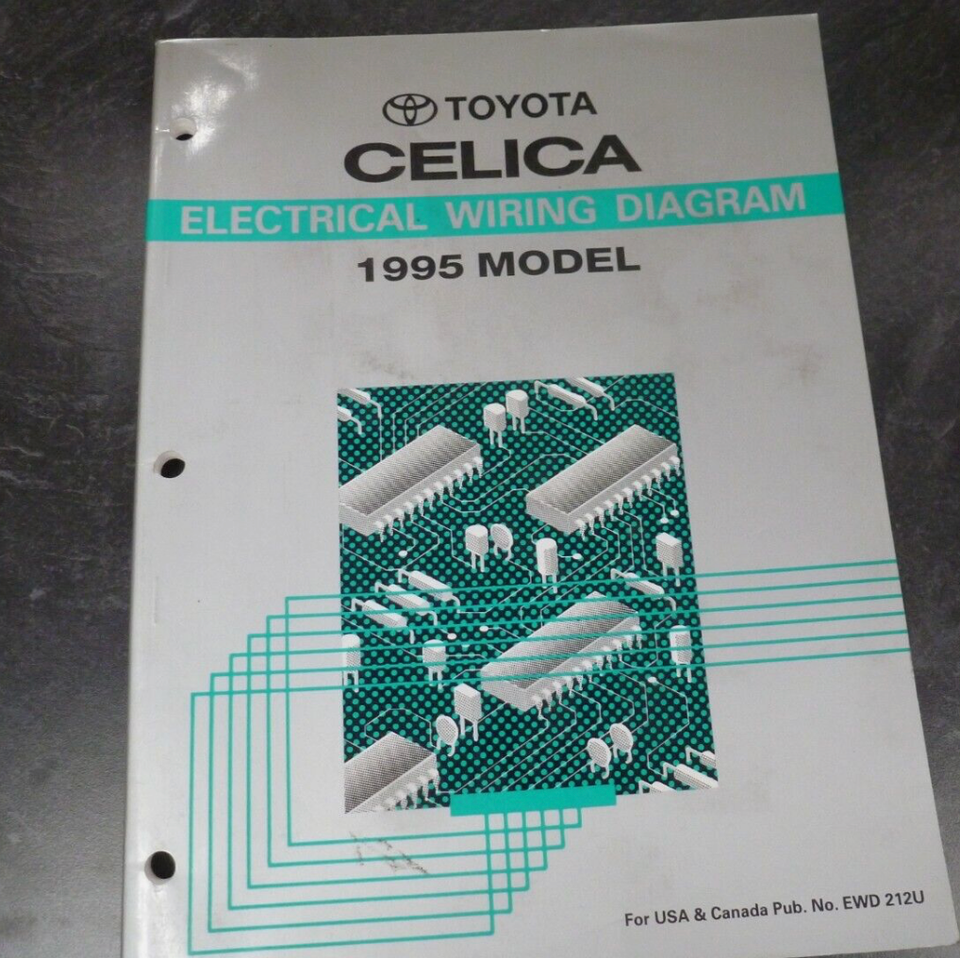 TOYOTA
CELICA
ELECTRICAL WIRING DIAGRAM
1995 MODEL
For USA & Canada Pub. No. EWD 212U